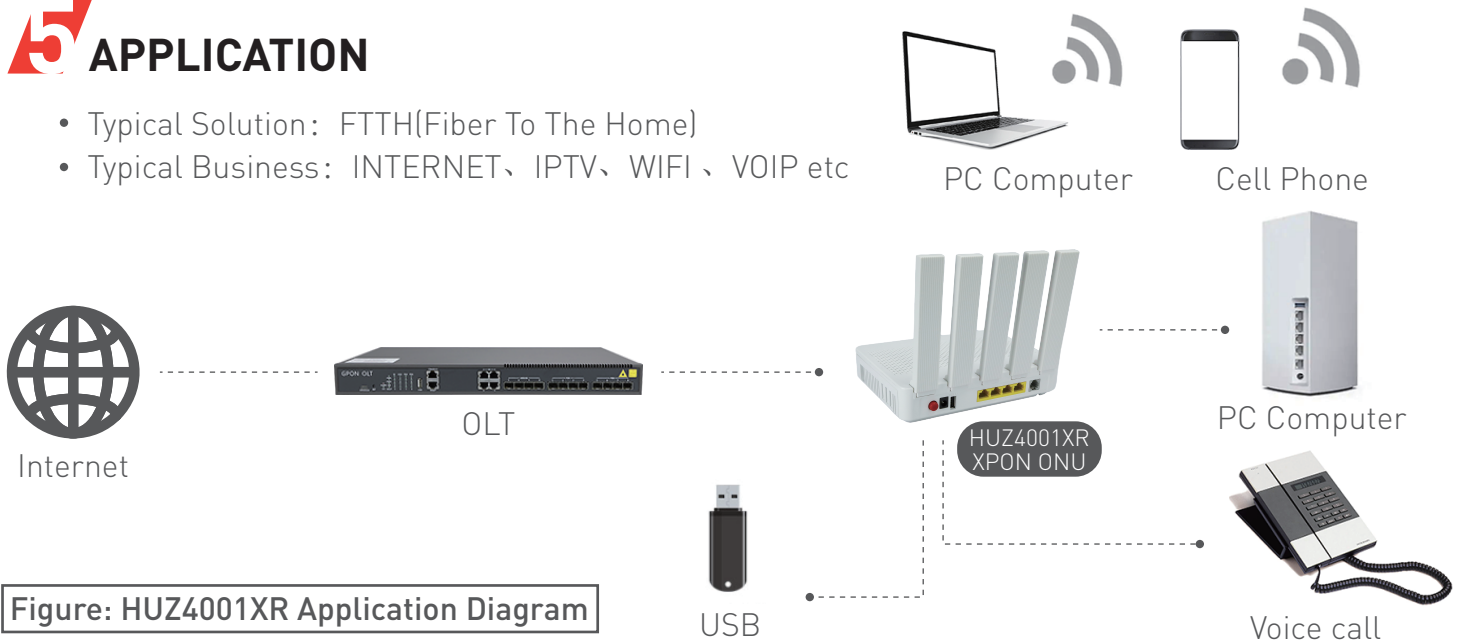 5 APPLICATION
• Typical Solution：FTTH(Fiber To The Home)
• Typical Business：INTERNET、IPTV、WIFI 、VOIP etc
PC Computer
Cell Phone
GPON OLT
OLT
Internet
HUZ4001XR
XPON ONU
PC Computer
USB
Voice call
Figure: HUZ4001XR Application Diagram